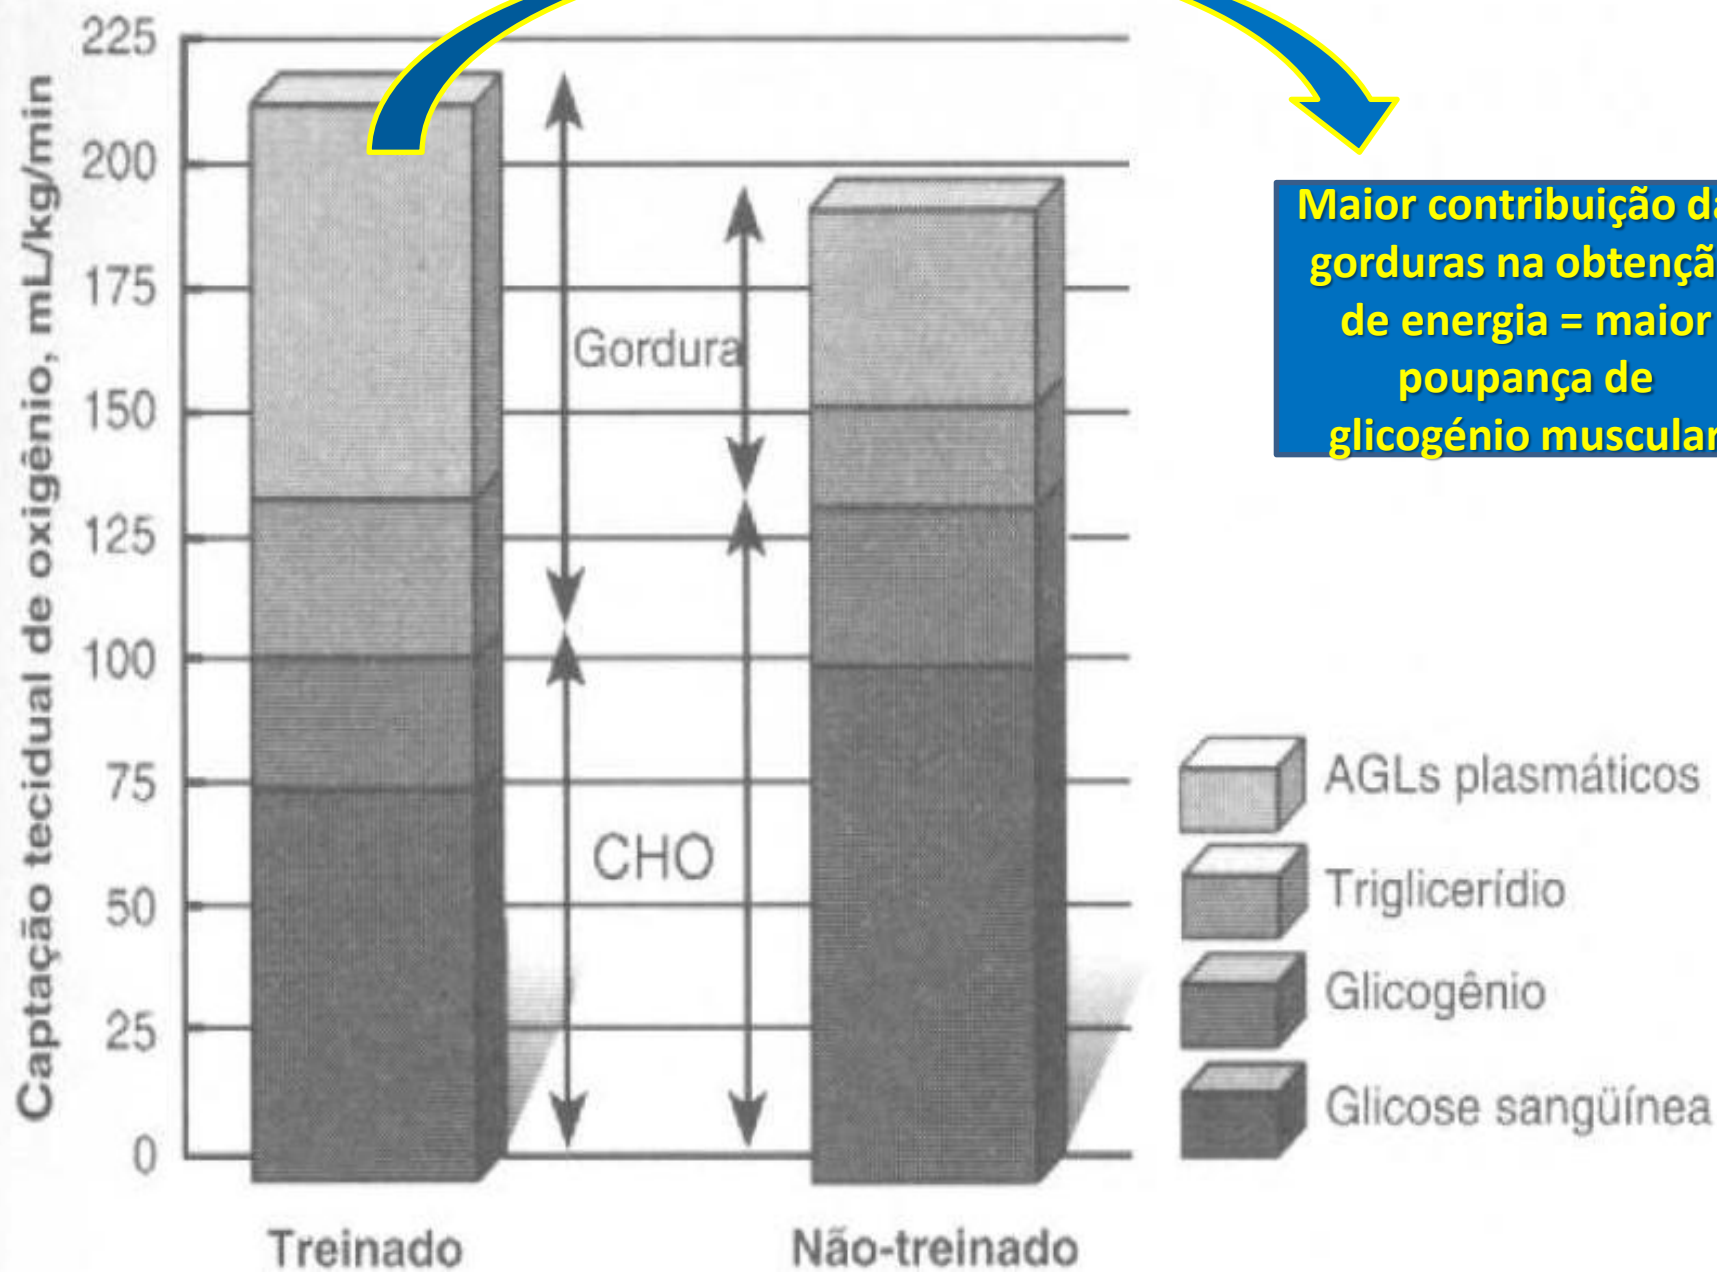 Captação tecidual de oxigênio, mL/kg/min
225
200
175
150
125
100
75
50
25
0
Gordura
CHO
Treinado
Não-treinado
Maior contribuição da
gorduras na obtençã
de energia = maior
poupança de
glicogénio muscular
AGLs plasmáticos
Triglicerídio
Glicogênio
Glicose sangüínea